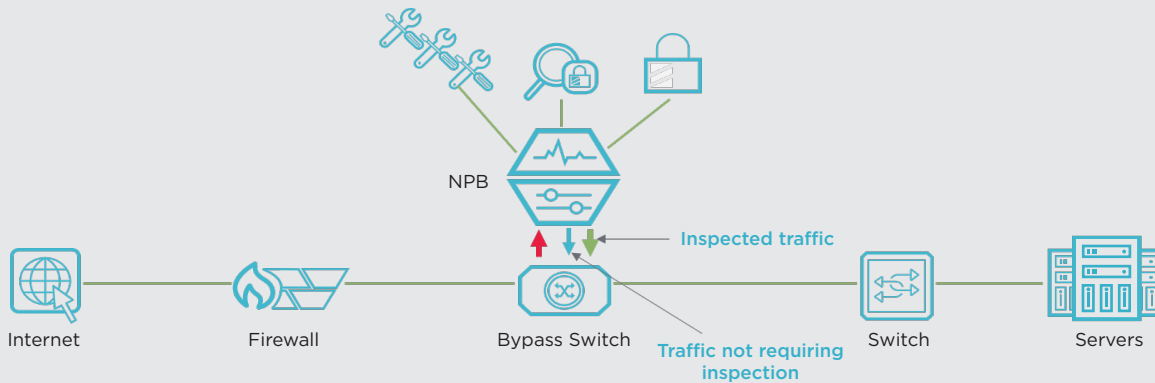 NPB
Inspected traffic
Internet
Firewall
Bypass Switch
Switch
Servers
Traffic not requiring
inspection